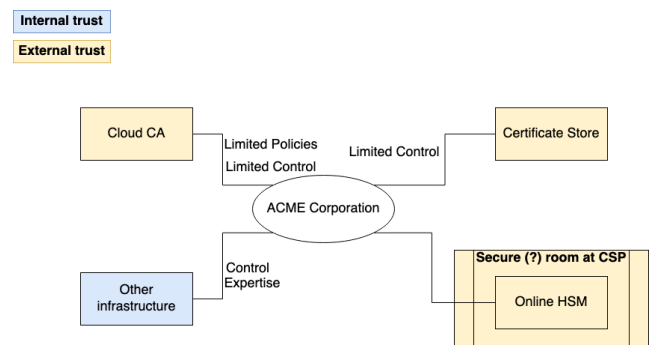 Internal trust
External trust
Cloud CA
Limited Policies
Limited Control
Limited Control
Certificate Store
ACME Corporation
Control
Expertise
Other
infrastructure
Secure (?) room at CSP
Online HSM